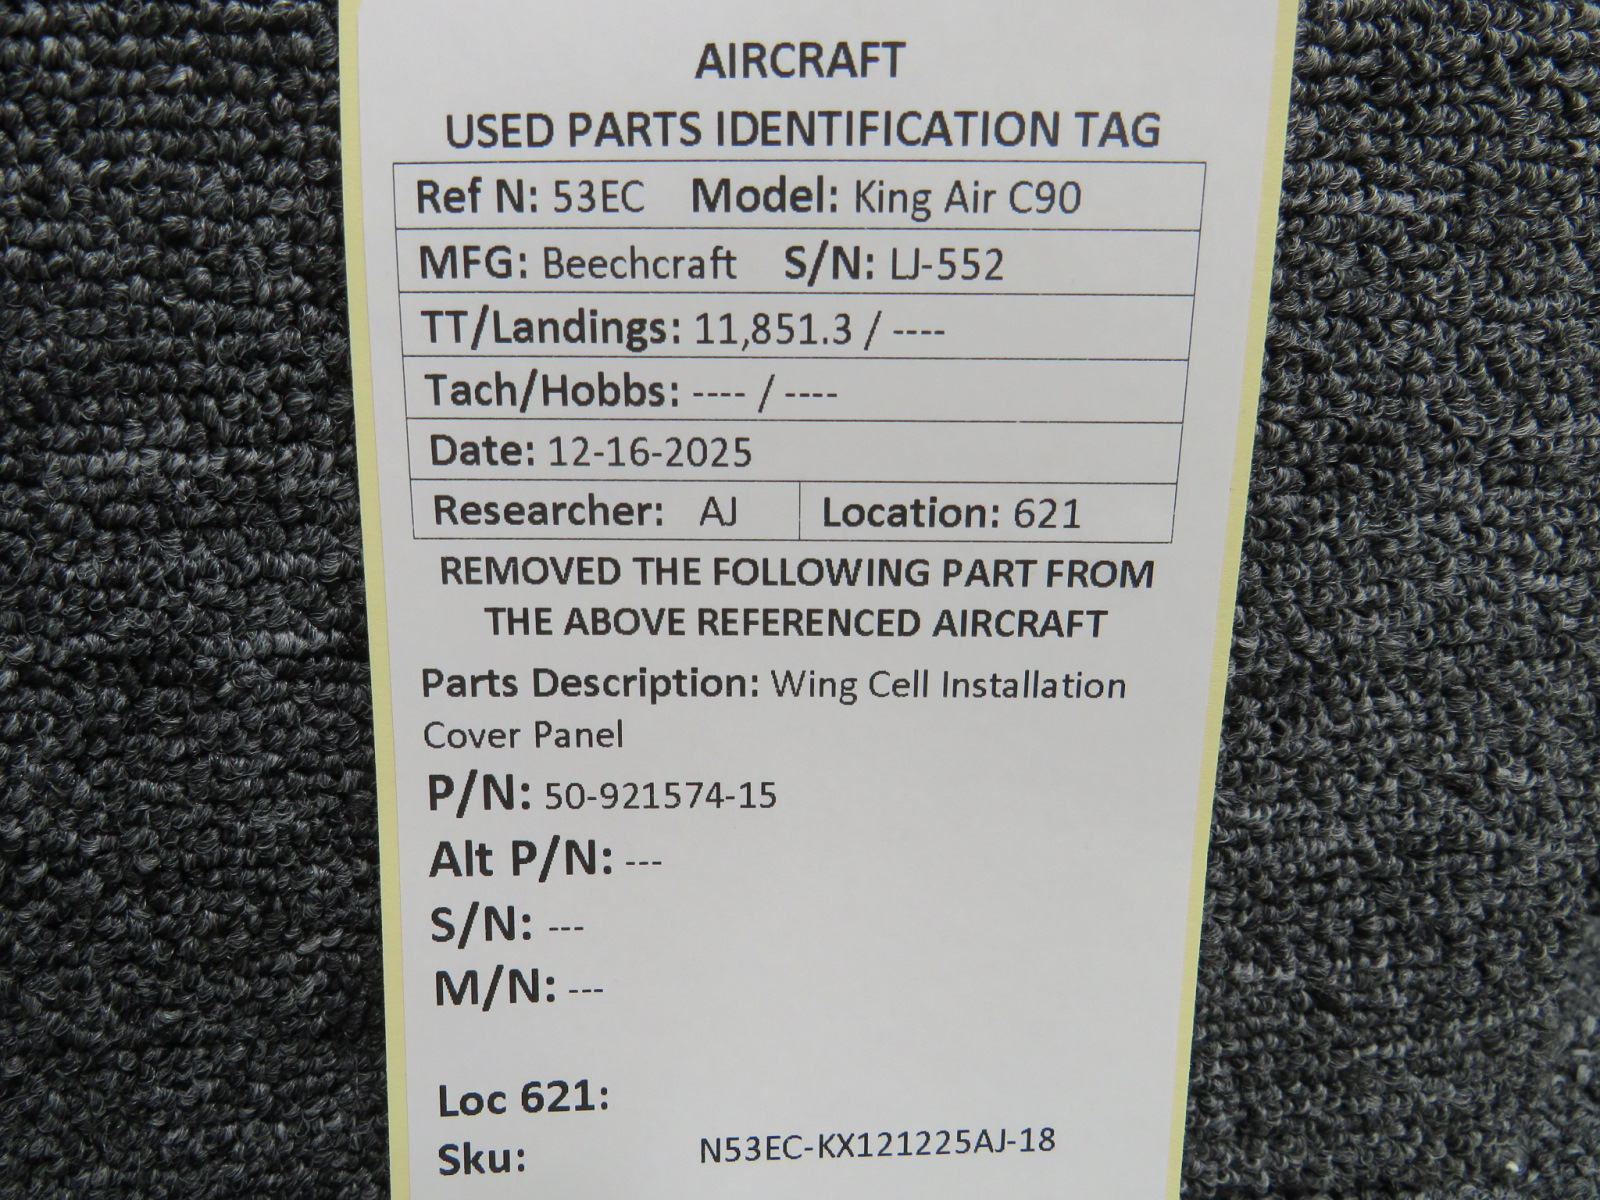 AIRCRAFT
USED PARTS IDENTIFICATION TAG
Ref N: 53EC Model: King Air C90
MFG: Beechcraft S/N: LJ-552
TT/Landings: 11,851.3 / ----
Tach/Hobbs: ---- / ----
Date: 12-16-2025
Researcher: AJ Location: 621
REMOVED THE FOLLOWING PART FROM
THE ABOVE REFERENCED AIRCRAFT
Parts Description: Wing Cell Installation
Cover Panel
P/N: 50-921574-15
Alt P/N: ---
S/N: ---
M/N: ---
Loc 621:
Sku: N53EC-KX121225AJ-18